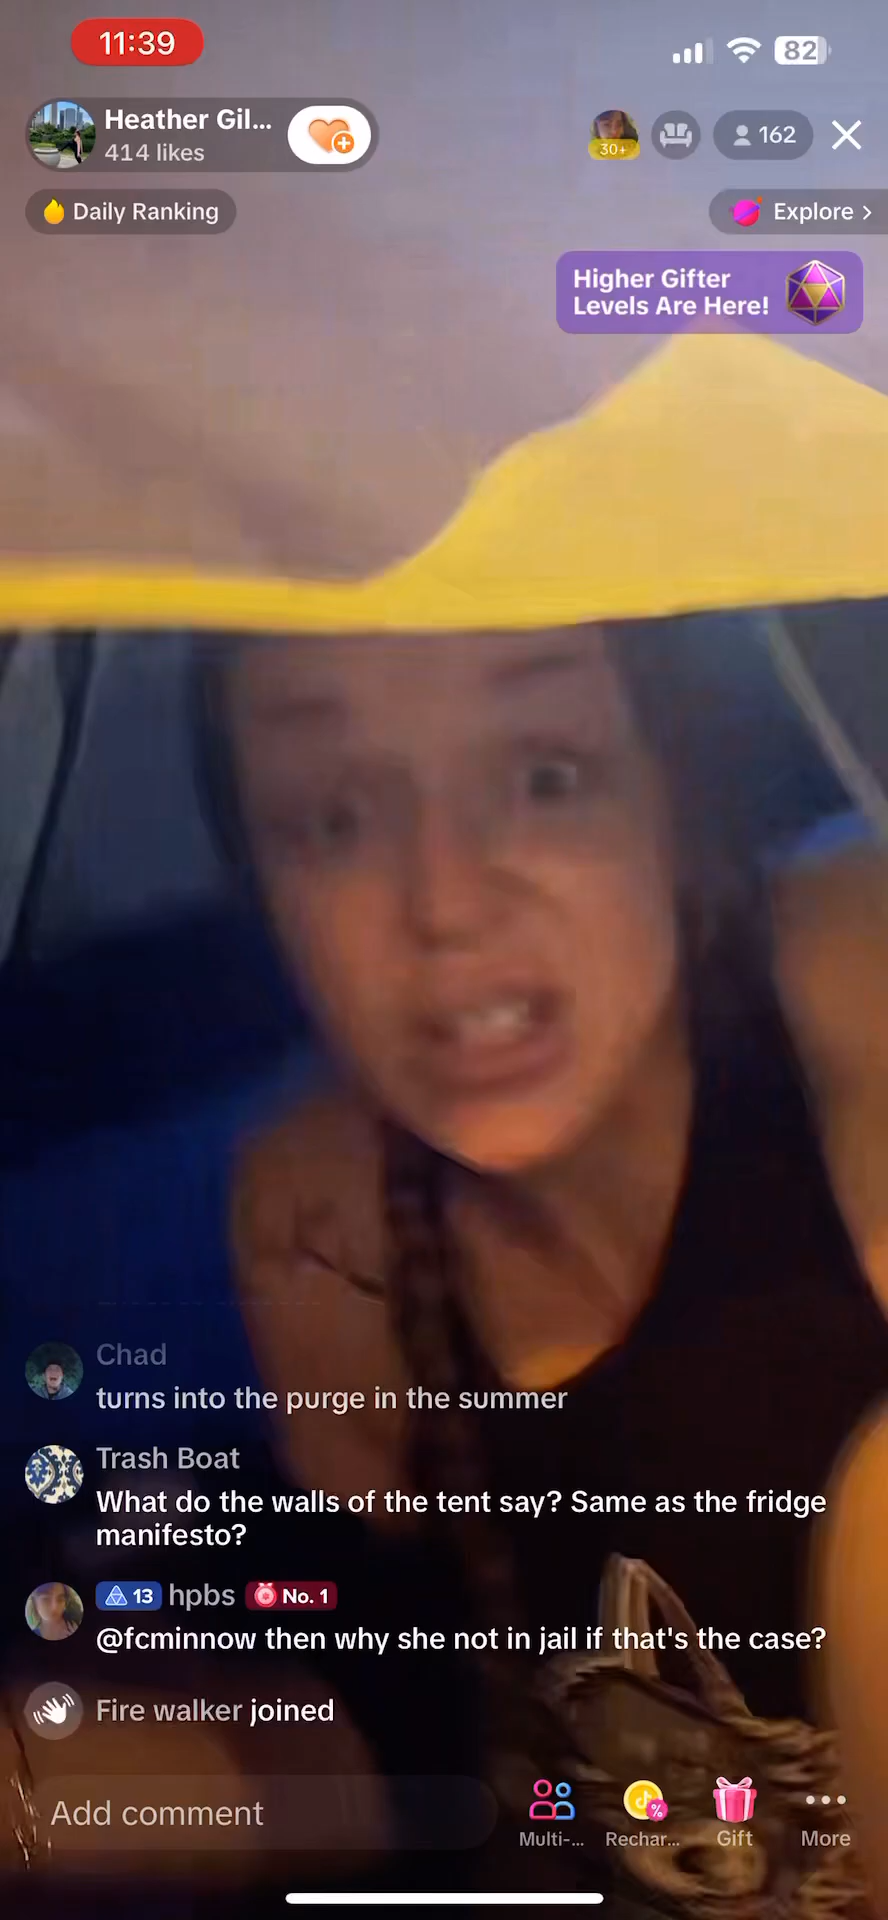 11:39
82
Heather Gil...
414 likes
30+
162
Daily Ranking
Explore >
Higher Gifter
Levels Are Here!
Chad
turns into the purge in the summer
Trash Boat
What do the walls of the tent say? Same as the fridge
manifesto?
13 hpbs No. 1
@fcminnow then why she not in jail if that's the case?
Fire walker joined
Add comment
Multi-...
Rechar...
Gift
More